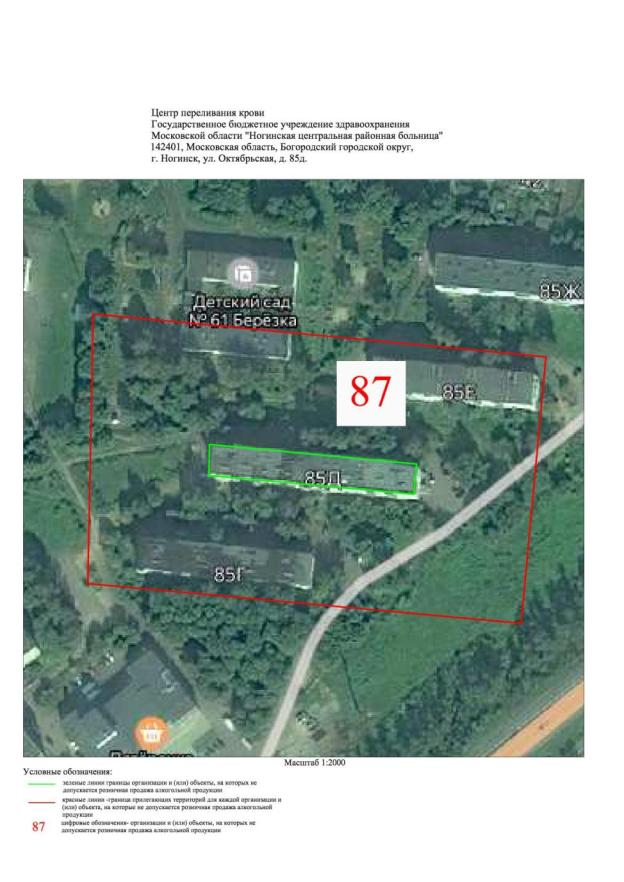 Центр переливания крови
Государственное бюджетное учреждение здравоохранения
Московской области "Ногинская центральная районная больница"
142401, Московская область, Богородский городской округ,
г. Ногинск, ул. Октябрьская, д. 85д.
85Ж
Детский сад
№ 61 Берёзка
87
85Е
85Д
85Г
Масштаб 1:2000
Условные обозначения:
зеленые линии границы организации и (или) объекты, на которых не
допускается розничная продажа алкогольной продукции
красные линии -граница прилегающих территорий для каждой организации и
(или) объекта, на которые не допускается розничная продажа алкогольной
продукции
87
цифровые обозначения- организации и (или) объекты, на которых не
допускается розничная продажа алкогольной продукции